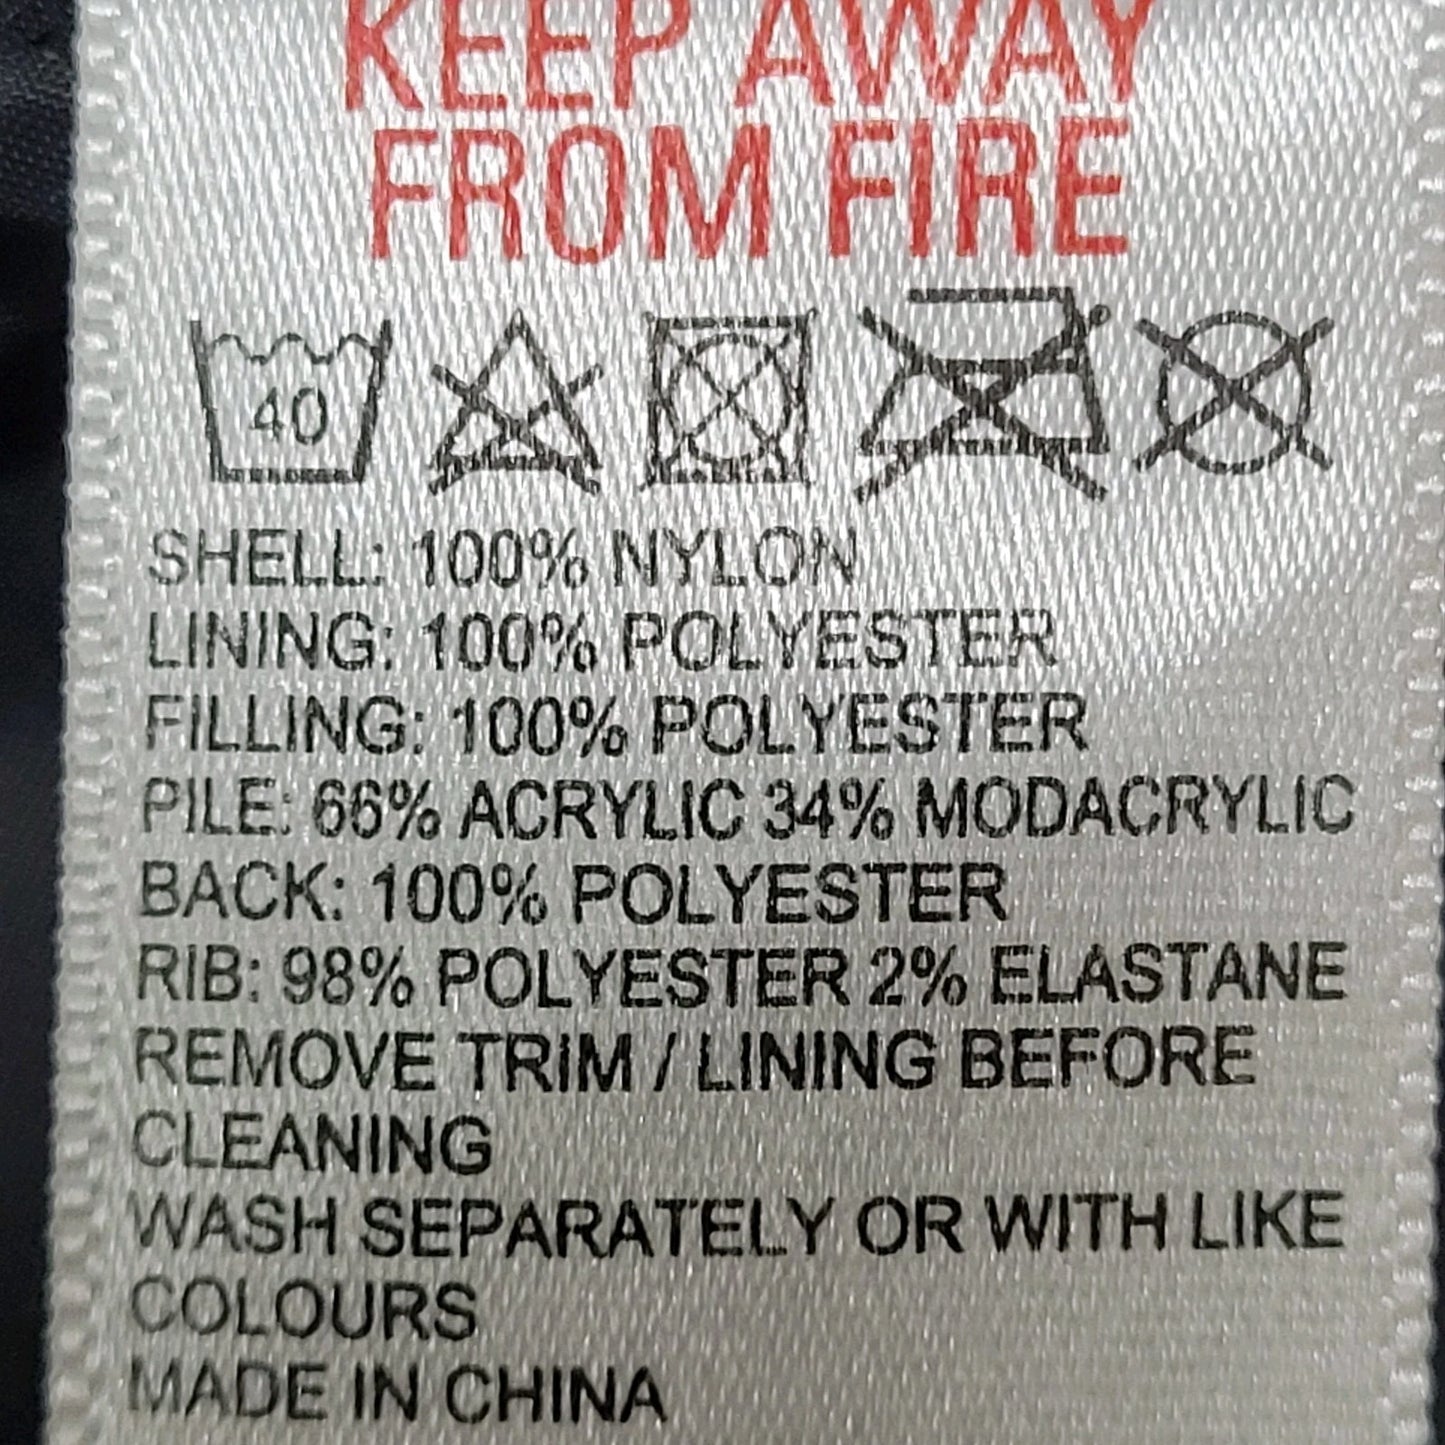 KEEP AWAY
FROM FIRE
40
SHELL: 100% NYLON
LINING: 100% POLYESTER
FILLING: 100% POLYESTER
PILE: 66% ACRYLIC 34% MODACRYLIC
BACK: 100% POLYESTER
RIB: 98% POLYESTER 2% ELASTANE
REMOVE TRIM / LINING BEFORE
CLEANING
WASH SEPARATELY OR WITH LIKE
COLOURS
MADE IN CHINA